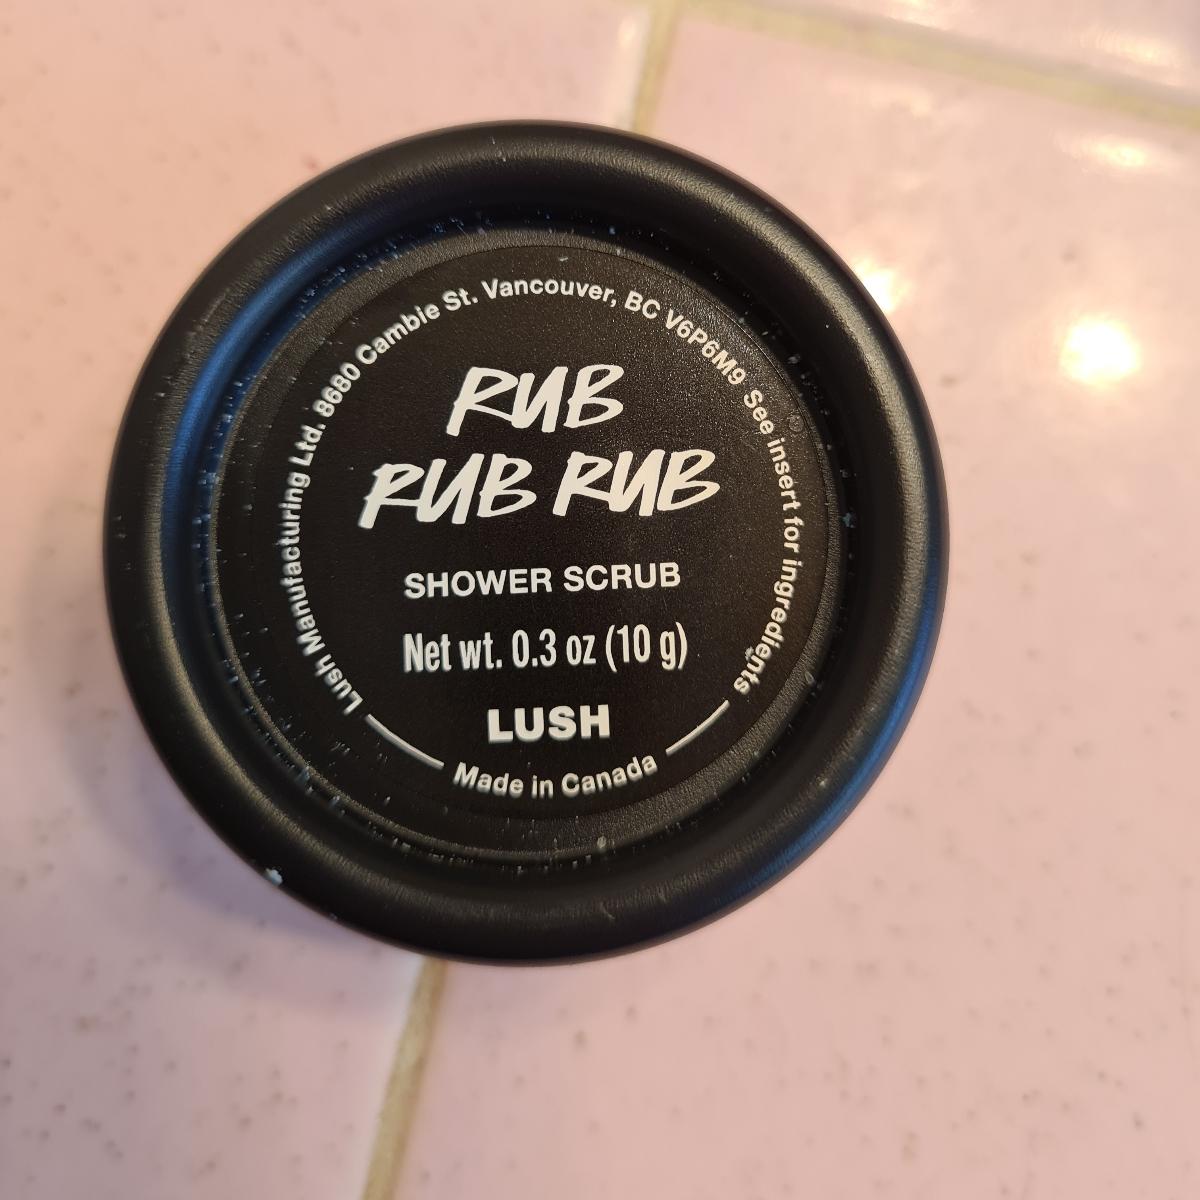 Lush Manufacturing Ltd. 8680 Cambie St. Vancouver, BC V6P6M9 See insert for ingredients
RUB
RUB RUB
SHOWER SCRUB
Net wt. 0.3 oz (10 g)
LUSH
Made in Canada